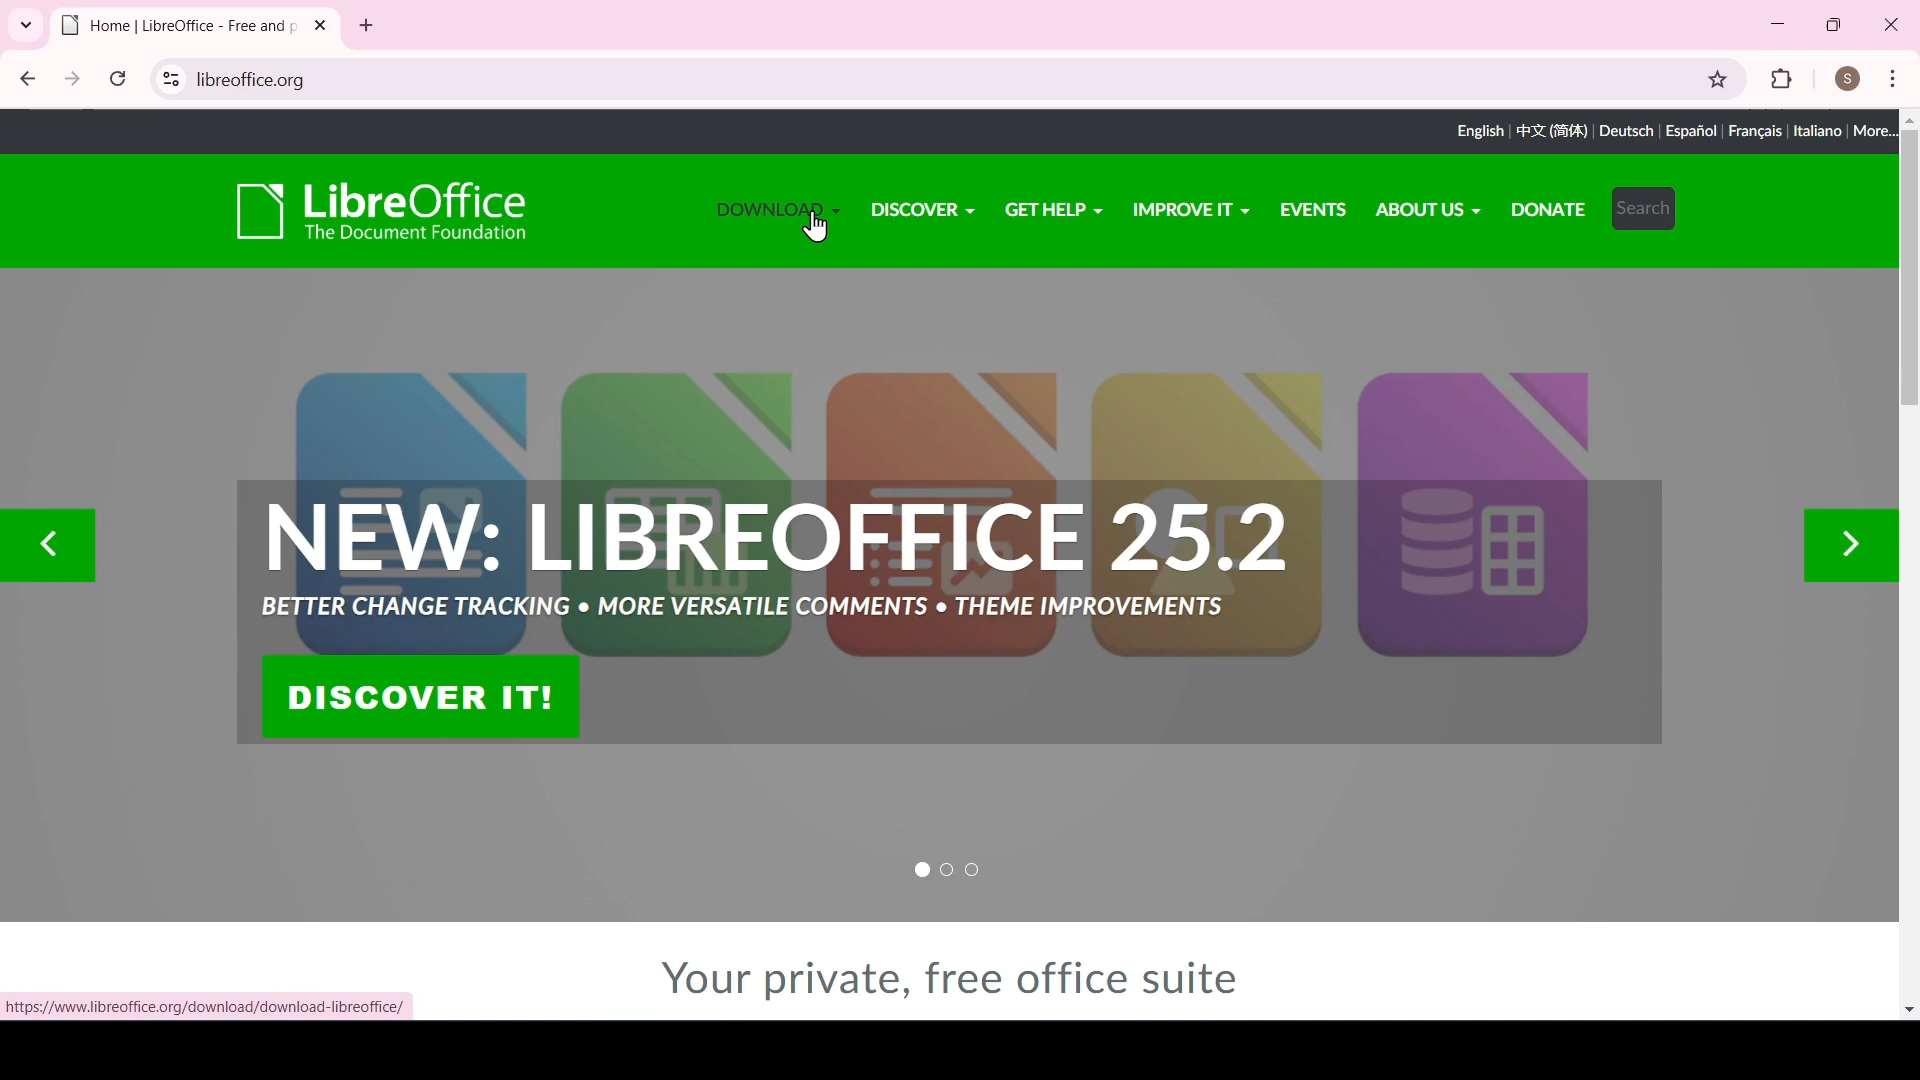 Home | LibreOffice - Free and p
libreoffice.org
S
English | 中文 (简体) | Deutsch | Español | Français | Italiano | More...
LibreOffice
The Document Foundation
DOWNLOAD
DISCOVER
GET HELP
IMPROVE IT
EVENTS
ABOUT US
DONATE
Search
NEW: LIBREOFFICE 25.2
BETTER CHANGE TRACKING • MORE VERSATILE COMMENTS • THEME IMPROVEMENTS
DISCOVER IT!
Your private, free office suite
https://www.libreoffice.org/download/download-libreoffice/